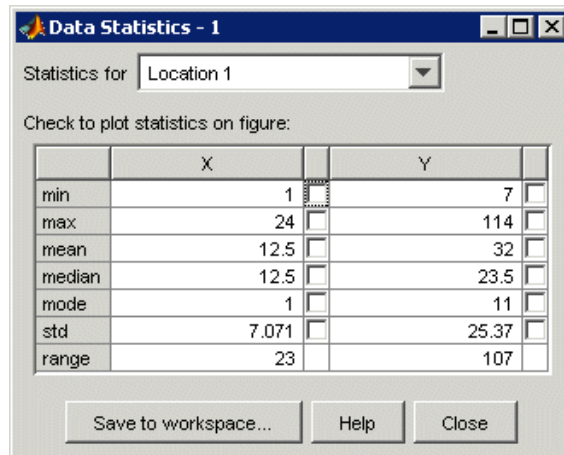 Data Statistics - 1
Statistics for Location 1
Check to plot statistics on figure:
X Y
min 1 7
max 24 114
mean 12.5 32
median 12.5 23.5
mode 1 11
std 7.071 25.37
range 23 107
Save to workspace... Help Close